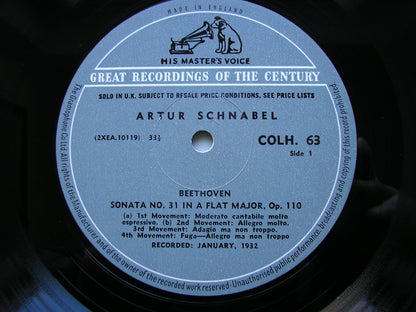 MADE IN ENGLAND
HIS MASTER'S VOICE
GREAT RECORDINGS OF THE CENTURY
SOLD IN U.K. SUBJECT TO RESALE PRICE CONDITIONS, SEE PRICE LISTS
ARTUR SCHNABEL
(2XEA.10119) 33⅓
COLH. 63
Side 1
BEETHOVEN
SONATA NO. 31 IN A FLAT MAJOR, Op. 110
(a) 1st Movement: Moderato cantabile molto
espressivo. (b) 2nd Movement: Allegro molto.
3rd Movement: Adagio ma non troppo.
4th Movement: Fuga—Allegro ma non troppo
RECORDED: JANUARY, 1932
The Gramophone Co Ltd All rights of the Manufacturer and of the owner of the recorded work reserved-Unauthorised public performance, broadcasting and copying of this record prohibited.